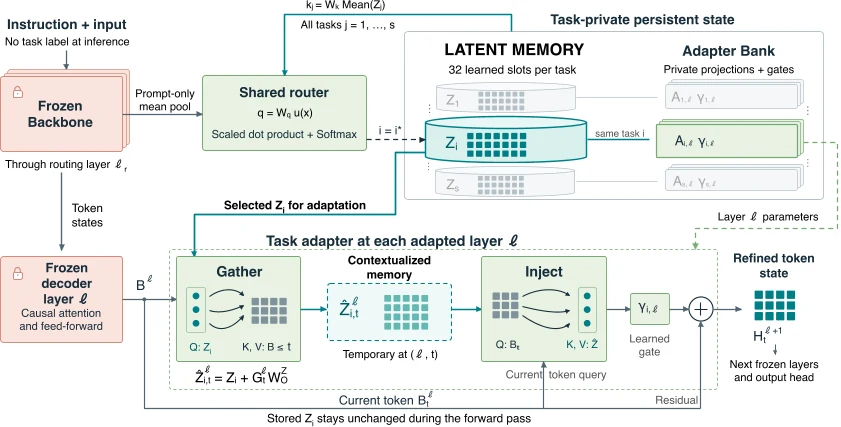 Instruction + input
No task label at inference
Frozen
Backbone
Through routing layer ℓr
Prompt-only
mean pool
kj = Wk Mean(Zj)
All tasks j = 1, …, s
Shared router
q = Wq u(x)
Scaled dot product + Softmax
i = i*
Task-private persistent state
LATENT MEMORY
32 learned slots per task
Adapter Bank
Private projections + gates
Z1
A1,ℓ γ1,ℓ
Zi
same task i
Ai,ℓ γi,ℓ
Zs
As,ℓ γs,ℓ
Token
states
Selected Zi for adaptation
Layer ℓ parameters
Frozen
decoder
layer ℓ
Causal attention
and feed-forward
Bℓ
Task adapter at each adapted layer ℓ
Gather
Q: Zi
K, V: B ≤ t
Ẑℓi,t = Zi + Gℓt WZO
Contextualized
memory
Ẑℓi,t
Temporary at (ℓ, t)
Inject
Q: Bt
K, V: Ẑ
Current token query
γi,ℓ
Learned
gate
+
Refined token
state
Htℓ+1
Next frozen layers
and output head
Current token Btℓ
Residual
Stored Zi stays unchanged during the forward pass